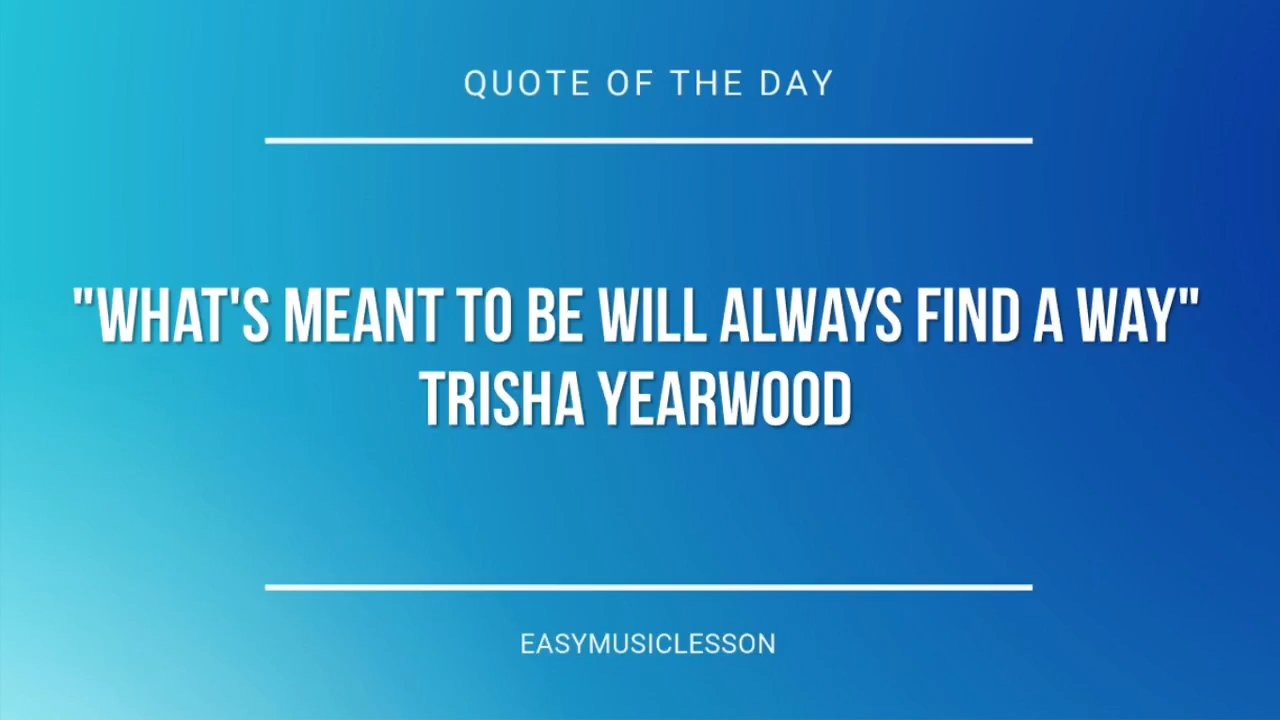 QUOTE OF THE DAY
"WHAT'S MEANT TO BE WILL ALWAYS FIND A WAY"
TRISHA YEARWOOD
EASYMUSICLESSON